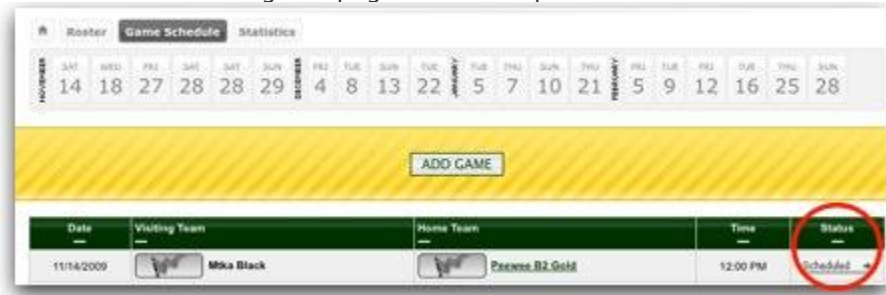 Roster Game Schedule Statistics
NOVEMBER SAT WED FRI SAT SAT SUN DECEMBER FRI TUE SUN TUE JANUARY TUE THU SUN THU FEBRUARY FRI TUE FRI TUE THU SUN
14 18 27 28 28 29 4 8 13 22 5 7 10 21 5 9 12 16 25 28
ADD GAME
Date Visiting Team Home Team Time Status
11/14/2009 Mtka Black Peewee B2 Gold 12:00 PM Scheduled